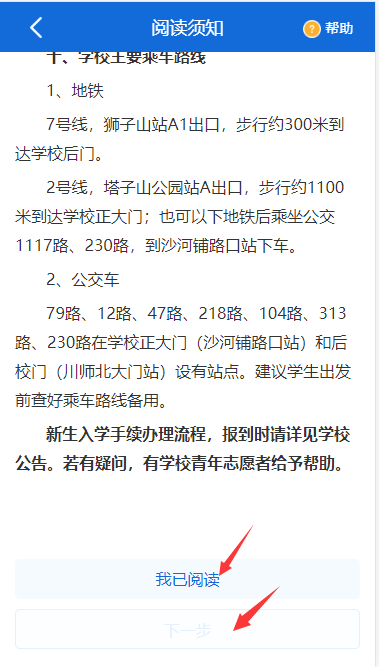 阅读须知
? 帮助
十、学校主要乘车路线
1、地铁
7号线，狮子山站A1出口，步行约300米到
达学校后门。
2号线，塔子山公园站A出口，步行约1100
米到达学校正大门；也可以下地铁后乘坐公交
1117路、230路，到沙河铺路口站下车。
2、公交车
79路、12路、47路、218路、104路、313
路、230路在学校正大门（沙河铺路口站）和后
校门（川师北大门站）设有站点。建议学生出发
前查好乘车路线备用。
新生入学手续办理流程，报到时请详见学校
公告。若有疑问，有学校青年志愿者给予帮助。
我已阅读
下一步